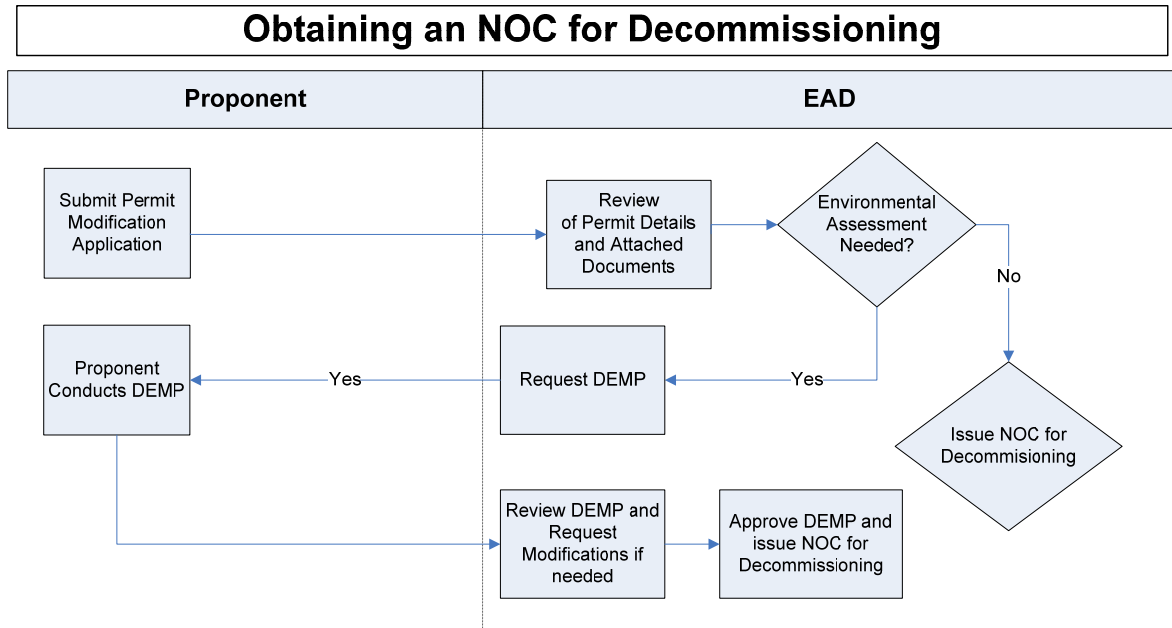 Obtaining an NOC for Decommissioning
Proponent
EAD
Submit Permit
Modification
Application
Review
of Permit Details
and Attached
Documents
Environmental
Assessment
Needed?
No
Proponent
Conducts DEMP
Yes
Request DEMP
Yes
Issue NOC for
Decommisioning
Review DEMP and
Request
Modifications if
needed
Approve DEMP and
issue NOC for
Decommissioning